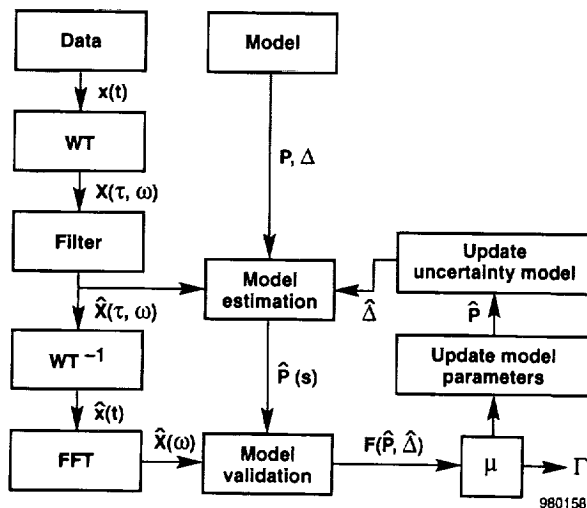 Data
Model
x(t)
WT
P, Δ
X(τ, ω)
Filter
Model
estimation
Update
uncertainty model
X̂(τ, ω)
Δ̂
P̂
WT⁻¹
P̂(s)
Update model
parameters
x̂(t)
FFT
X̂(ω)
Model
validation
F(P̂, Δ̂)
μ
Γ
980158